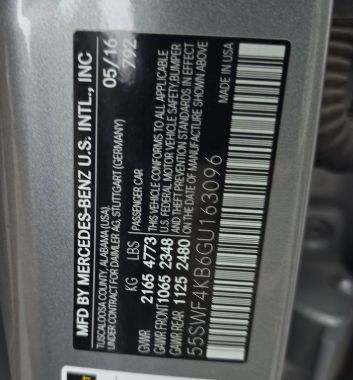 MFD BY MERCEDES-BENZ U.S. INTL., INC
TUSCALOOSA COUNTY, ALABAMA (USA),
UNDER CONTRACT FOR DAIMLER AG, STUTTGART (GERMANY)
05/16
792
KG LBS PASSENGER CAR
GVWR 2165 4773
GWR FRONT 1065 2348
GWR REAR 1125 2480
THIS VEHICLE CONFORMS TO ALL APPLICABLE
U.S. FEDERAL MOTOR VEHICLE SAFETY, BUMPER
AND THEFT PREVENTION STANDARDS IN EFFECT
ON THE DATE OF MANUFACTURE SHOWN ABOVE
55SWF4KB6GU163096
MADE IN USA